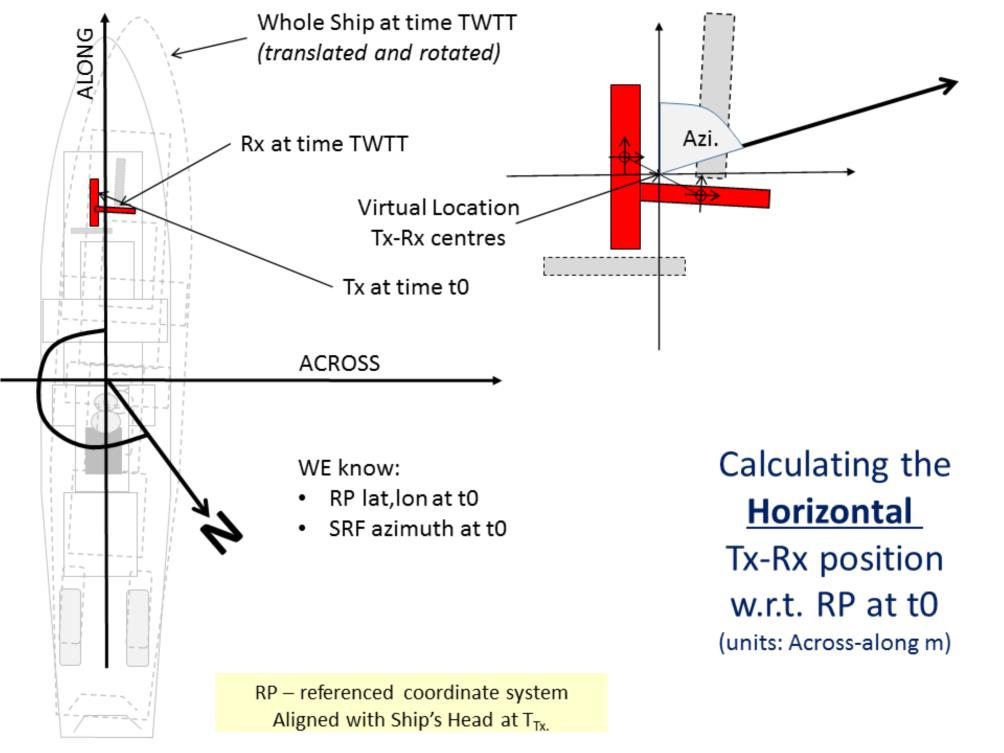 Whole Ship at time TWTT
(translated and rotated)
ALONG
Rx at time TWTT
Azi.
Virtual Location
Tx-Rx centres
Tx at time t0
ACROSS
WE know:
• RP lat,lon at t0
• SRF azimuth at t0
N
Calculating the
Horizontal
Tx-Rx position
w.r.t. RP at t0
(units: Across-along m)
RP – referenced coordinate system
Aligned with Ship's Head at TTx.